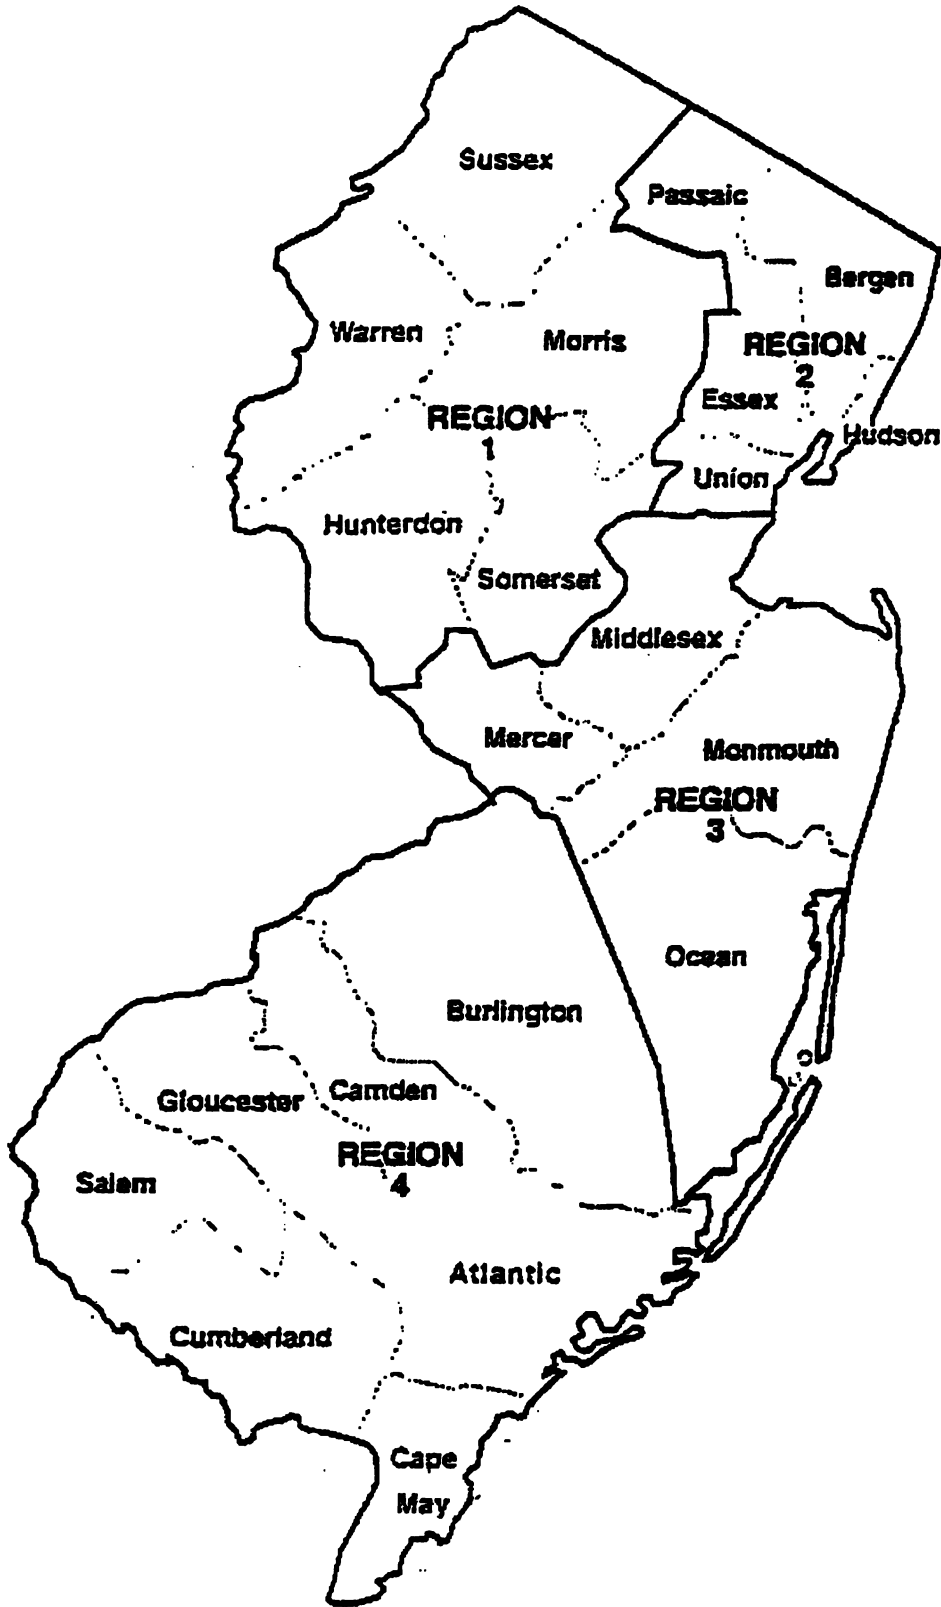 Sussex
Passaic
Bergen
Warren
Morris
REGION
2
Essex
REGION
1
Hudson
Union
Hunterdon
Somerset
Middlesex
Mercer
Monmouth
REGION
3
Ocean
Burlington
Camden
Gloucester
REGION
4
Salem
Atlantic
Cumberland
Cape
May